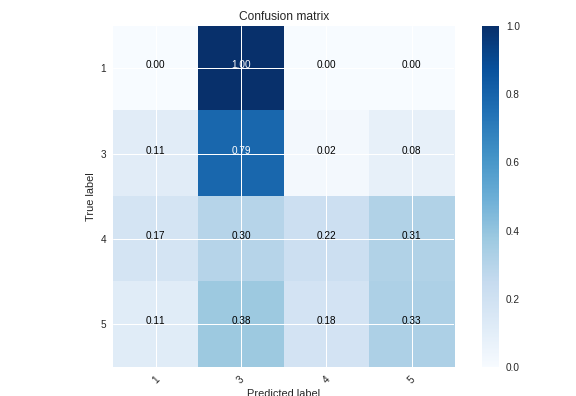 Confusion matrix
1 0.00 1.00 0.00 0.00
3 0.11 0.79 0.02 0.08
4 0.17 0.30 0.22 0.31
5 0.11 0.38 0.18 0.33
True label
1 3 4 5
Predicted label
1.0
0.8
0.6
0.4
0.2
0.0